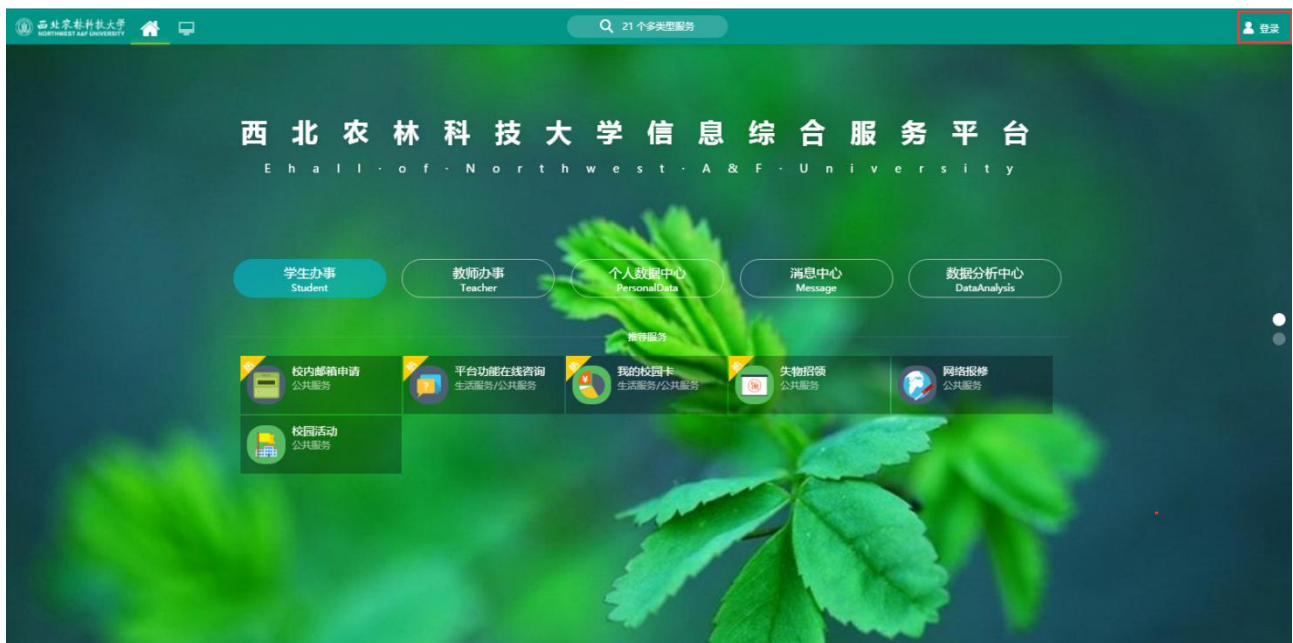 西北农林科技大学
NORTHWEST A&F UNIVERSITY
21 个多类型服务
登录
西北农林科技大学信息综合服务平台
Ehall·of·Northwest·A&F·University
学生办事
Student
教师办事
Teacher
个人数据中心
PersonalData
消息中心
Message
数据分析中心
DataAnalysis
推荐服务
校内邮箱申请
公共服务
平台功能在线咨询
生活服务/公共服务
我的校园卡
生活服务/公共服务
失物招领
公共服务
网络报修
公共服务
校园活动
公共服务